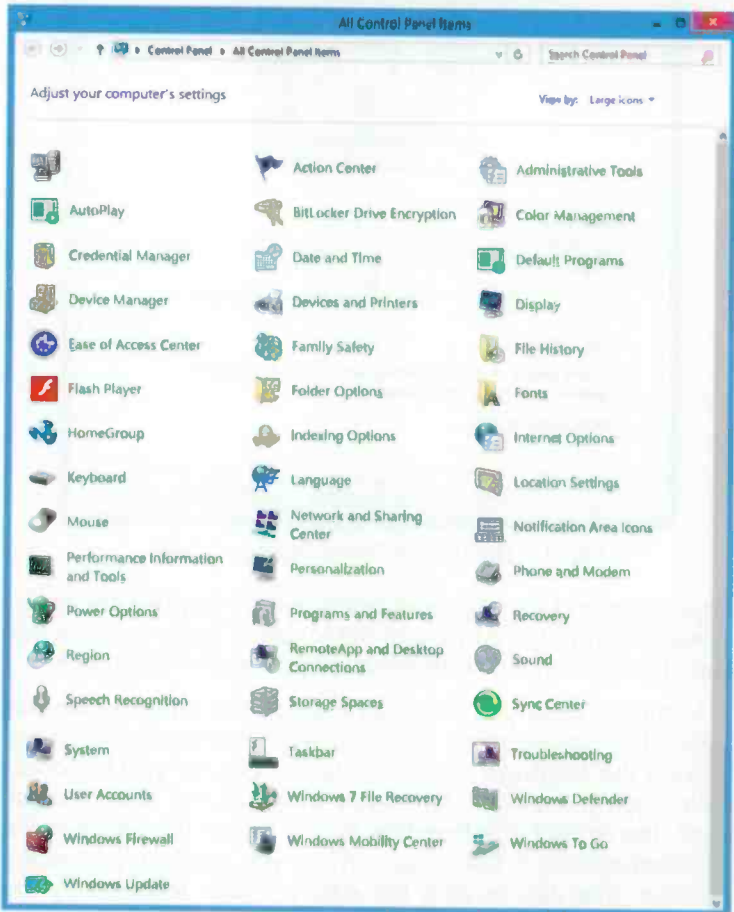 All Control Panel Items
Control Panel All Control Panel Items
Search Control Panel
Adjust your computer's settings
View by: Large icons
Action Center
Administrative Tools
AutoPlay
BitLocker Drive Encryption
Color Management
Credential Manager
Date and Time
Default Programs
Device Manager
Devices and Printers
Display
Ease of Access Center
Family Safety
File History
Flash Player
Folder Options
Fonts
HomeGroup
Indexing Options
Internet Options
Keyboard
Language
Location Settings
Mouse
Network and Sharing
Center
Notification Area Icons
Performance Information
and Tools
Personalization
Phone and Modem
Power Options
Programs and Features
Recovery
Region
RemoteApp and Desktop
Connections
Sound
Speech Recognition
Storage Spaces
Sync Center
System
Taskbar
Troubleshooting
User Accounts
Windows 7 File Recovery
Windows Defender
Windows Firewall
Windows Mobility Center
Windows To Go
Windows Update